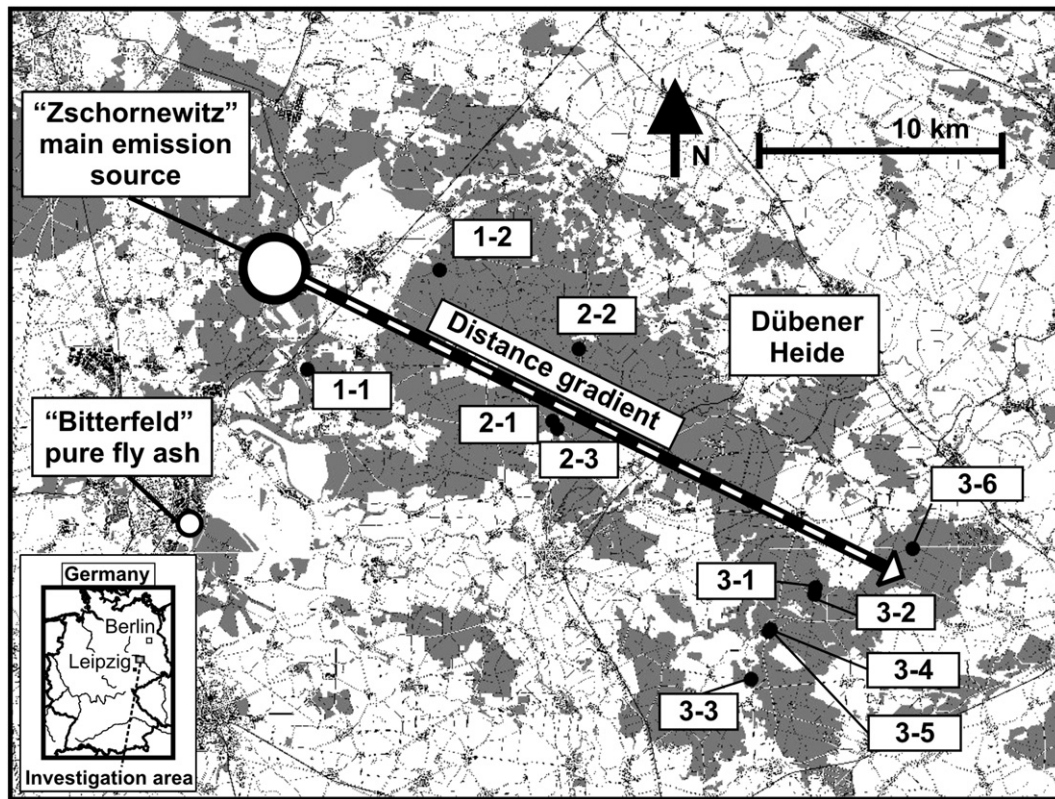 “Zschornewitz”
main emission
source
N
10 km
1-2
2-2
Dübener
Heide
Distance gradient
1-1
2-1
2-3
“Bitterfeld”
pure fly ash
3-6
3-1
3-2
3-4
3-3
3-5
Germany
Berlin
Leipzig
Investigation area